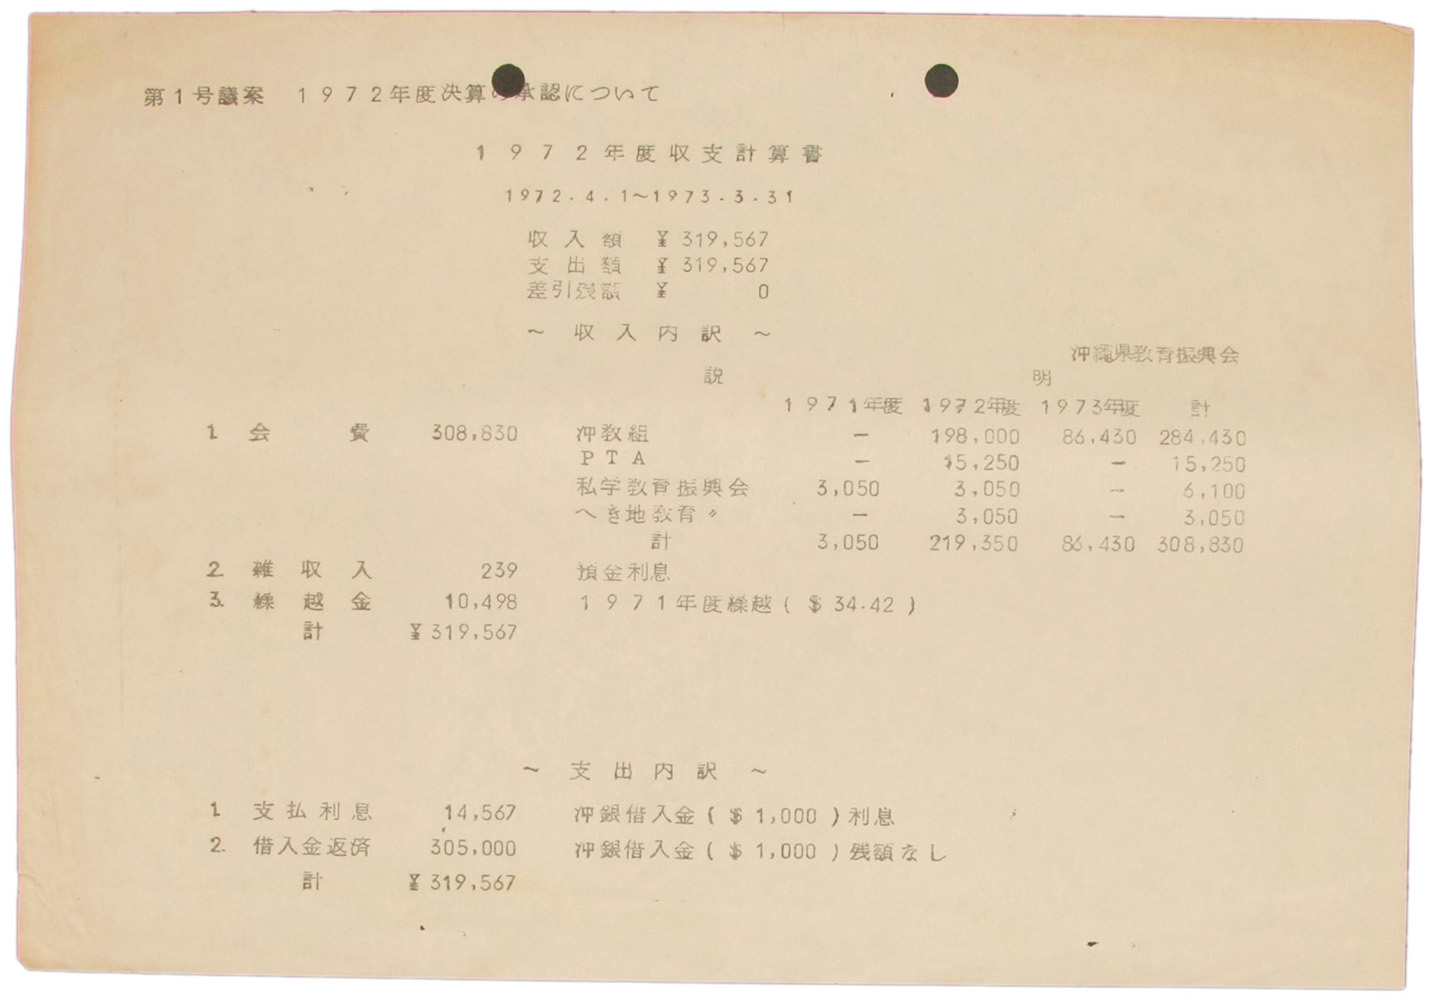 第1号議案 1972年度決算の承認について
1972年度収支計算書
1972.4.1~1973.3.31
収入額 ¥319,567
支出額 ¥319,567
差引残額 ¥ 0
~ 収入内訳 ~
沖縄県教育振興会
説 明
1971年度 1972年度 1973年度 計
1. 会費 308,830 沖教組 - 198,000 86,430 284,430
PTA - 15,250 - 15,250
私学教育振興会 3,050 3,050 - 6,100
へき地教育〃 - 3,050 - 3,050
計 3,050 219,350 86,430 308,830
2. 雑収入 239 預金利息
3. 繰越金 10,498 1971年度繰越($34.42)
計 ¥319,567
~ 支出内訳 ~
1. 支払利息 14,567 沖銀借入金($1,000)利息
2. 借入金返済 305,000 沖銀借入金($1,000)残額なし
計 ¥319,567